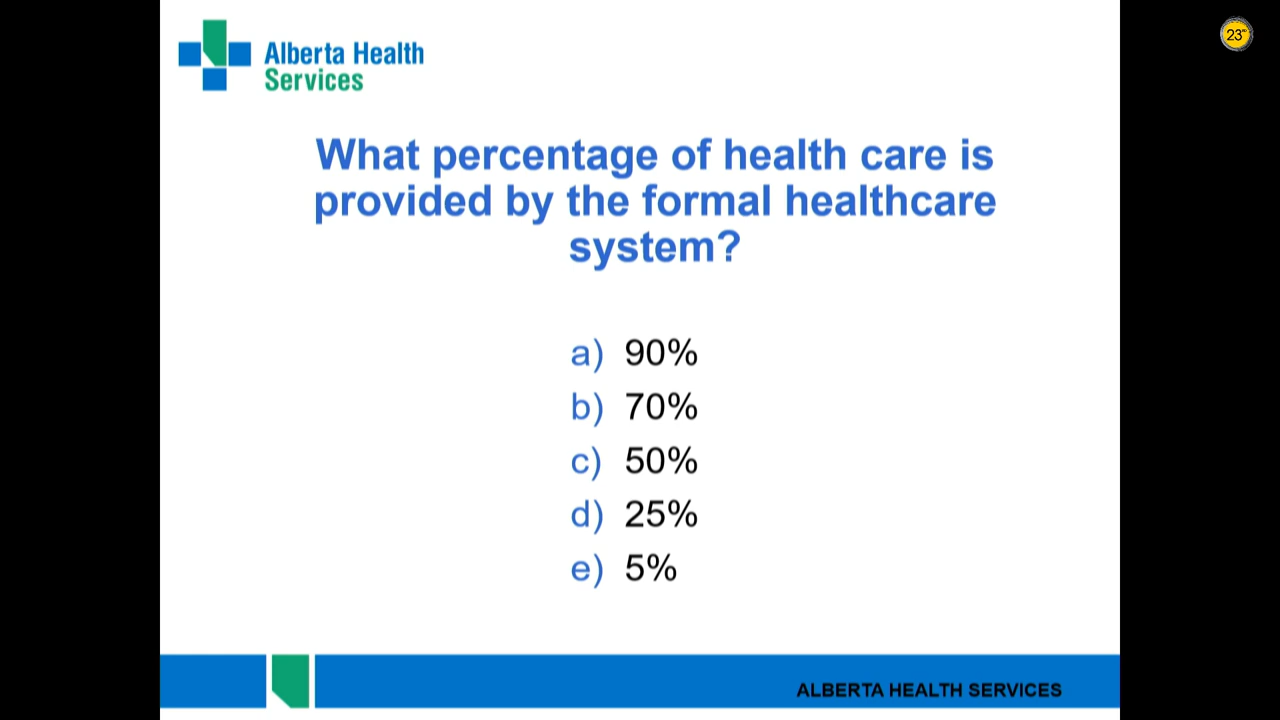 Alberta Health
Services
What percentage of health care is
provided by the formal healthcare
system?
a) 90%
b) 70%
c) 50%
d) 25%
e) 5%
ALBERTA HEALTH SERVICES
23